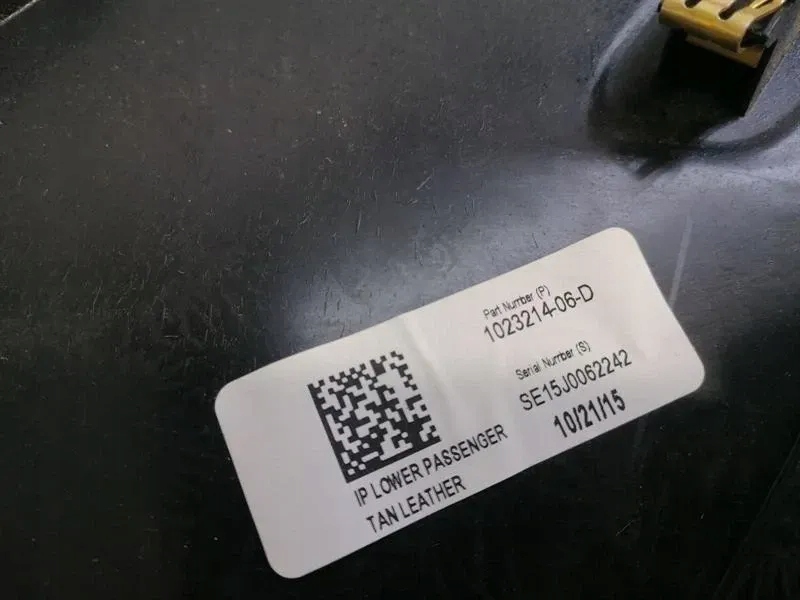 Part Number (P)
1023214-06-D
Serial Number (S)
SE15J0062242
10/21/15
IP LOWER PASSENGER
TAN LEATHER